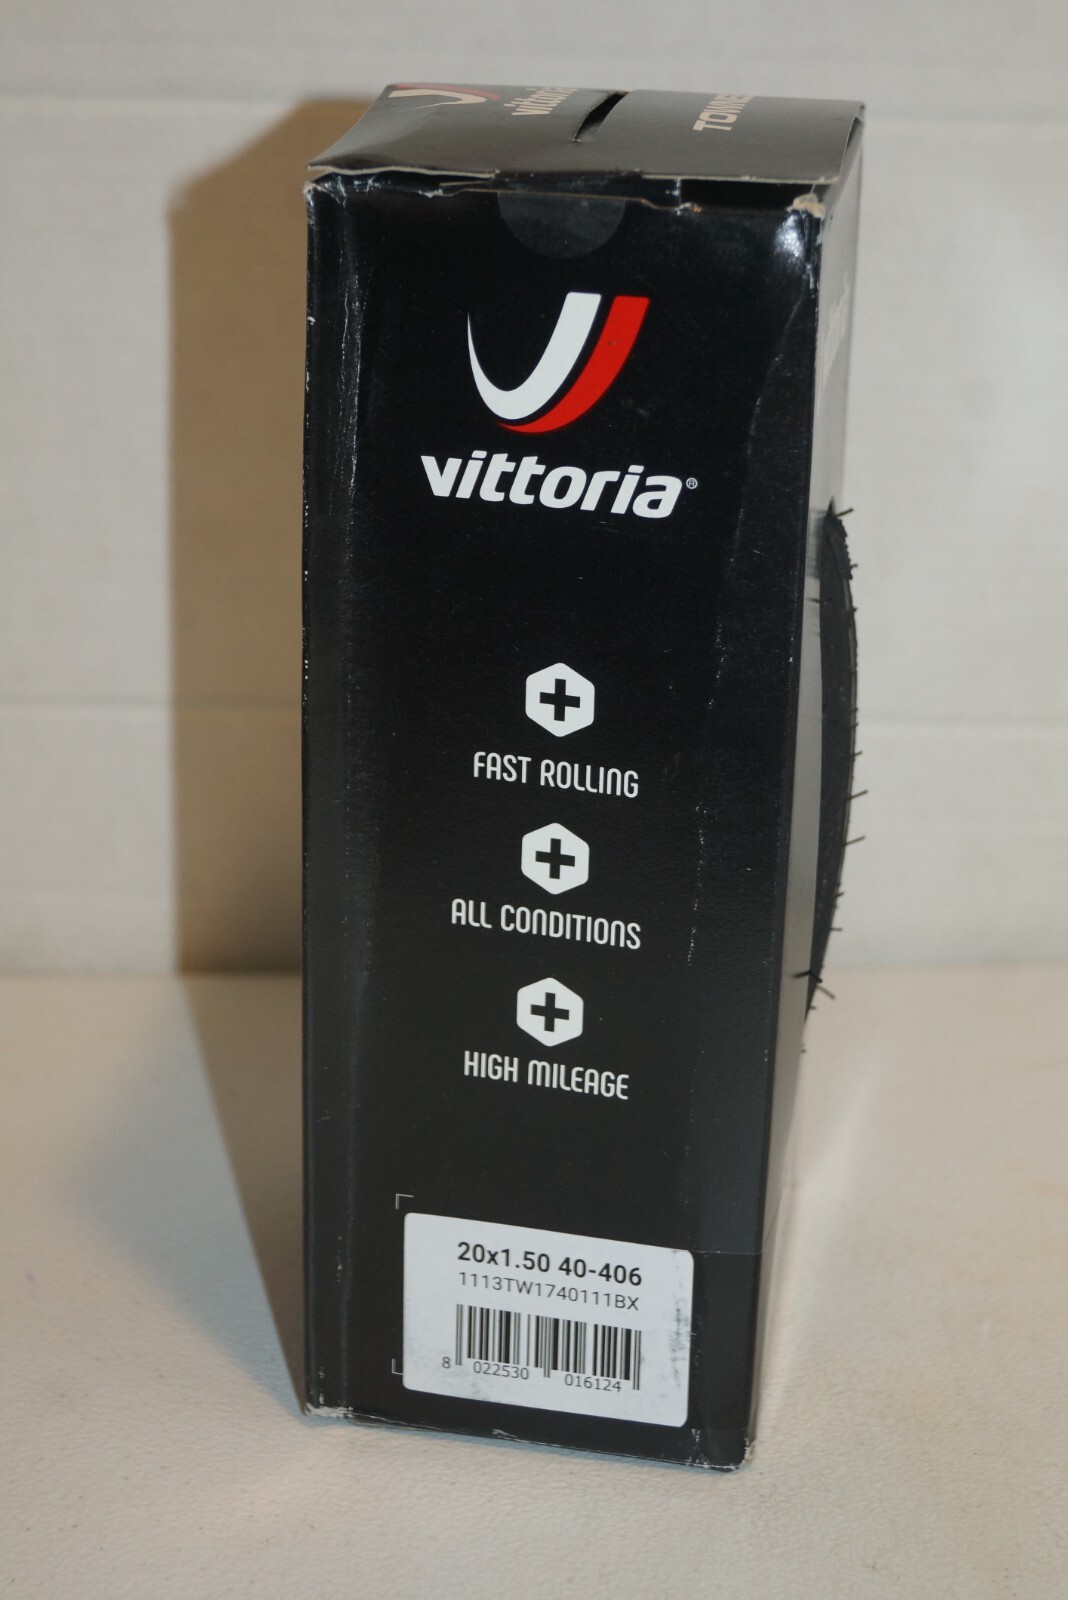 vittoria®
FAST ROLLING
ALL CONDITIONS
HIGH MILEAGE
20x1.50 40-406
1113TW1740111BX
8 022530 016124